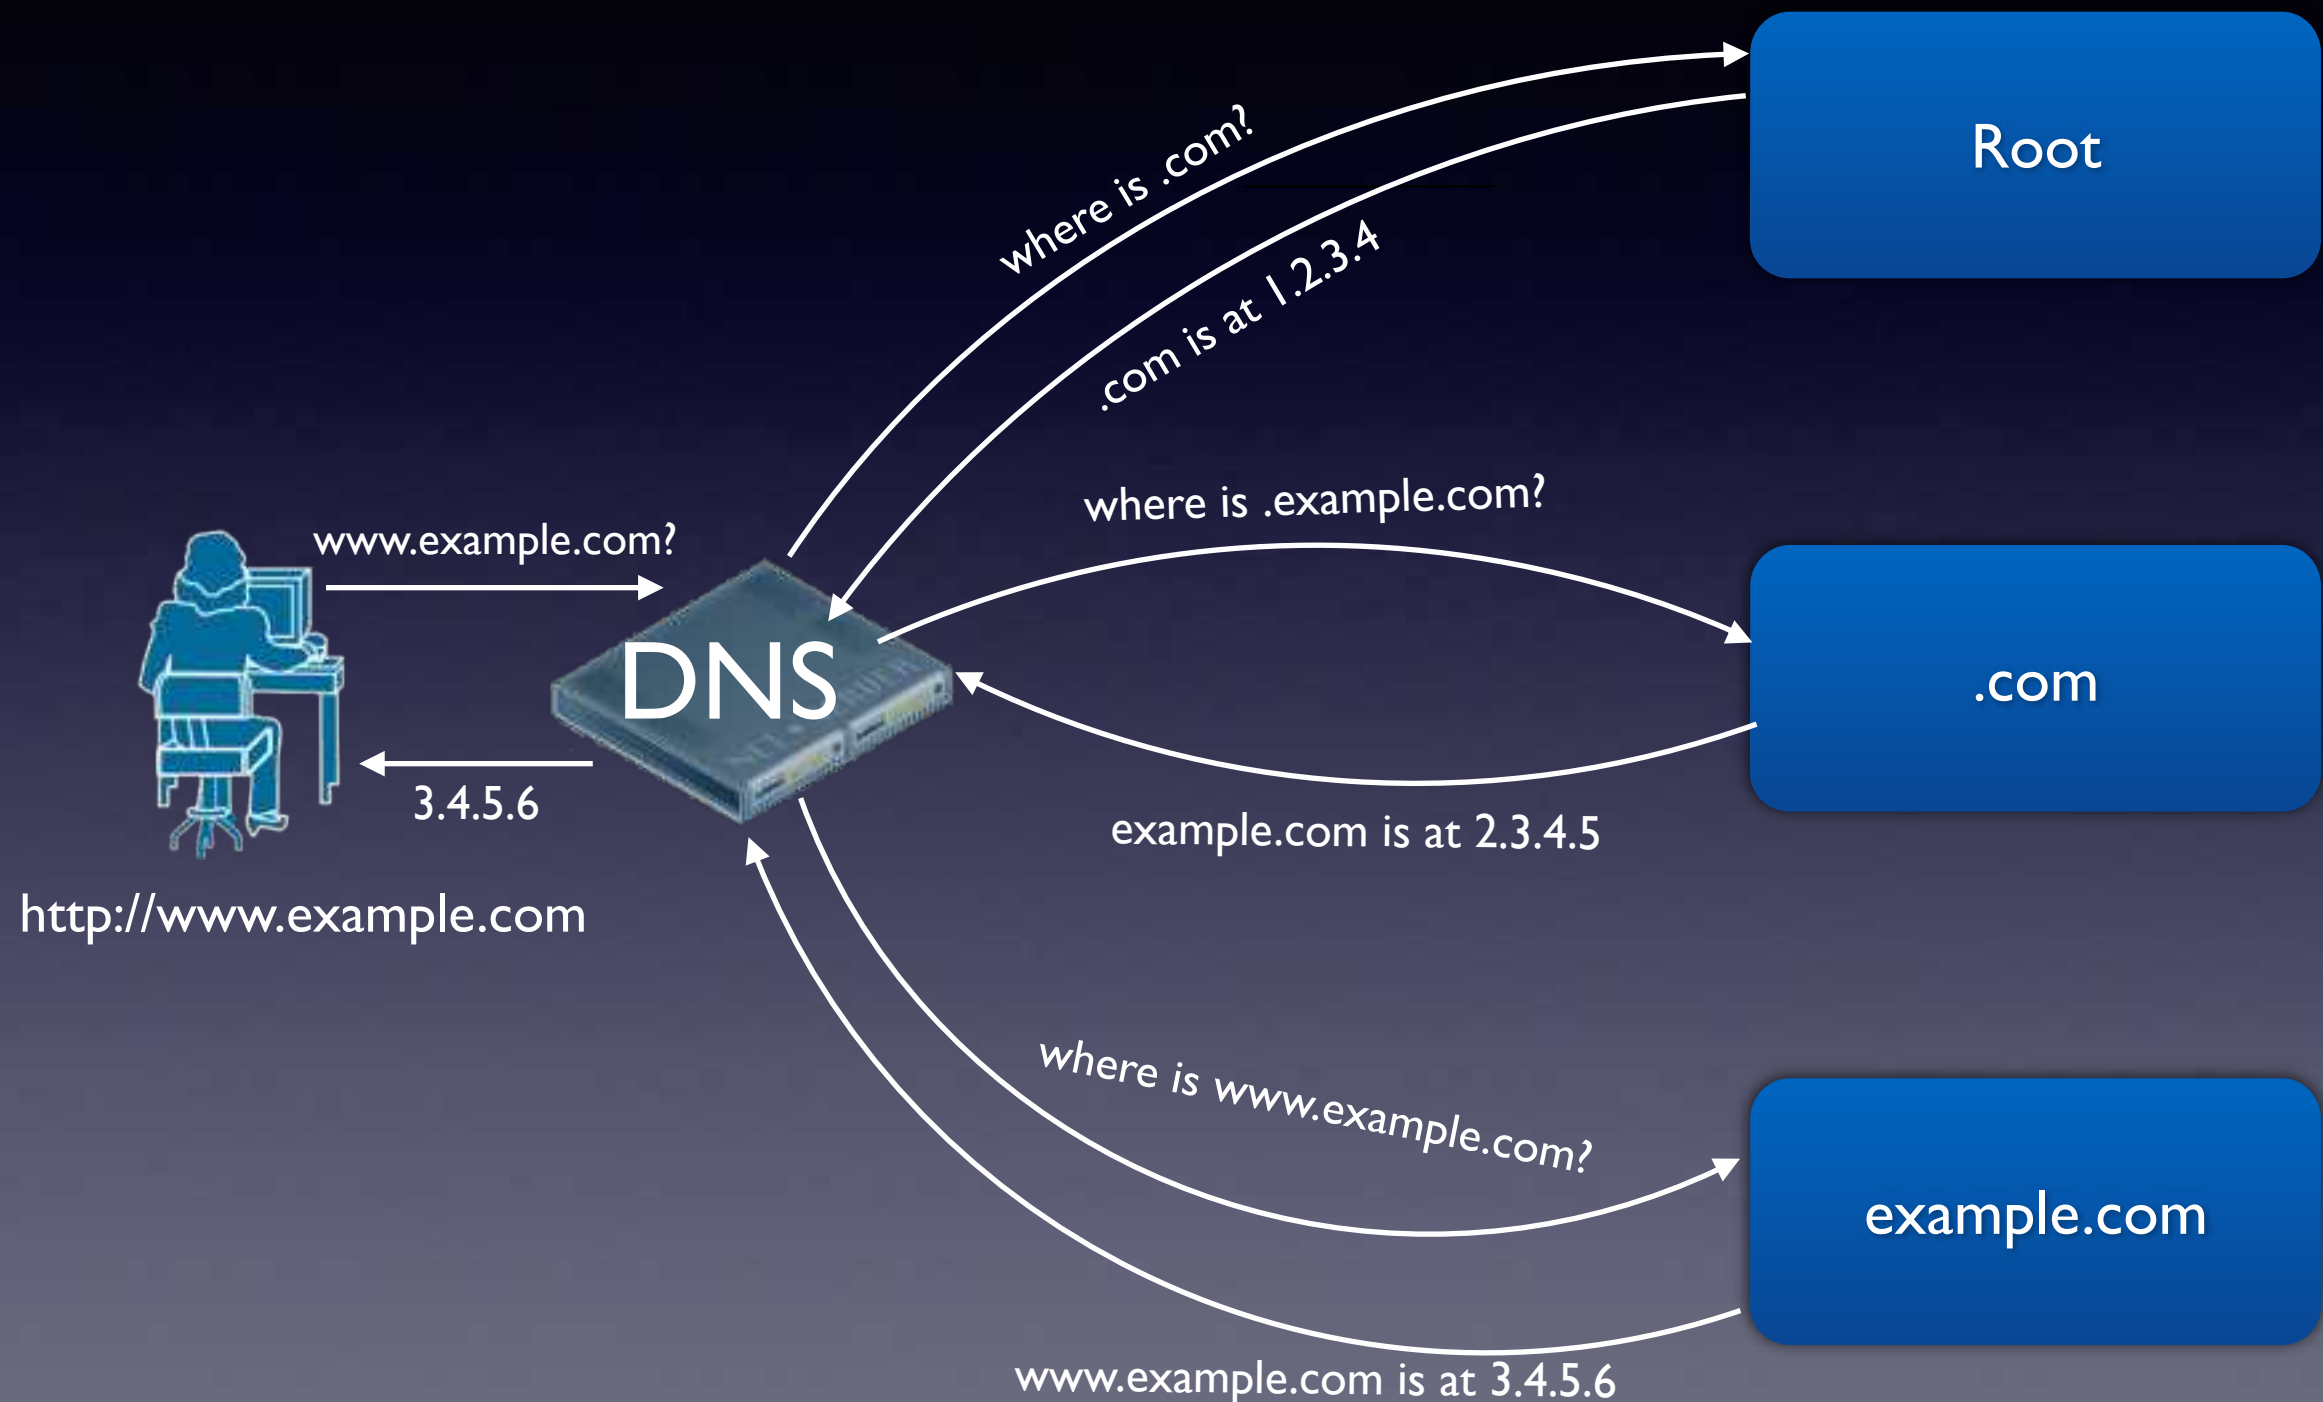 where is .com?
Root
.com is at 1.2.3.4
where is .example.com?
www.example.com?
DNS
.com
3.4.5.6
example.com is at 2.3.4.5
http://www.example.com
where is www.example.com?
example.com
www.example.com is at 3.4.5.6